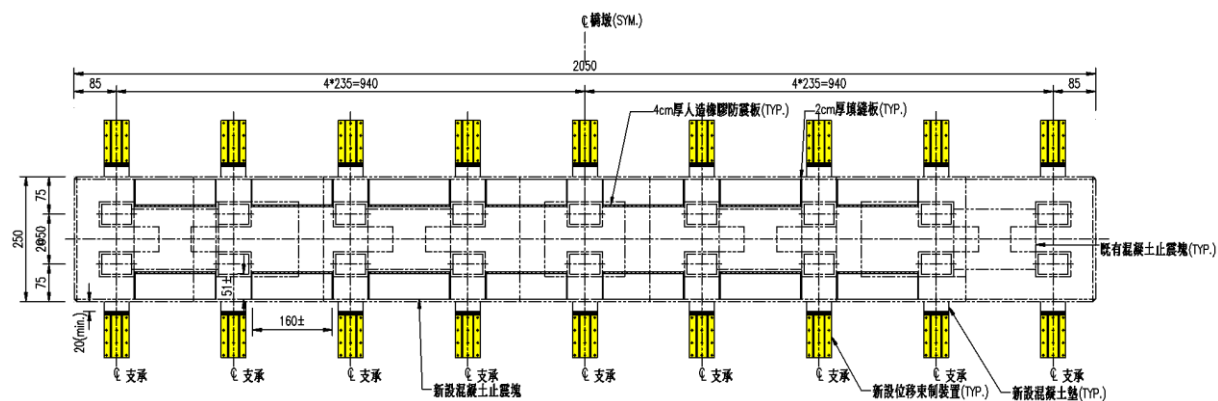 ℄ 橋墩(SYM.)
2050
85
4*235=940
4*235=940
85
4cm厚人造橡膠防震板(TYP.)
2cm厚填縫板(TYP.)
250
75
75
既有混凝土止震塊(TYP.)
51±
20(min.)
160±
℄ 支承
℄ 支承
℄ 支承
℄ 支承
℄ 支承
℄ 支承
℄ 支承
℄ 支承
℄ 支承
新設混凝土止震塊
新設位移束制裝置(TYP.)
新設混凝土墊(TYP.)